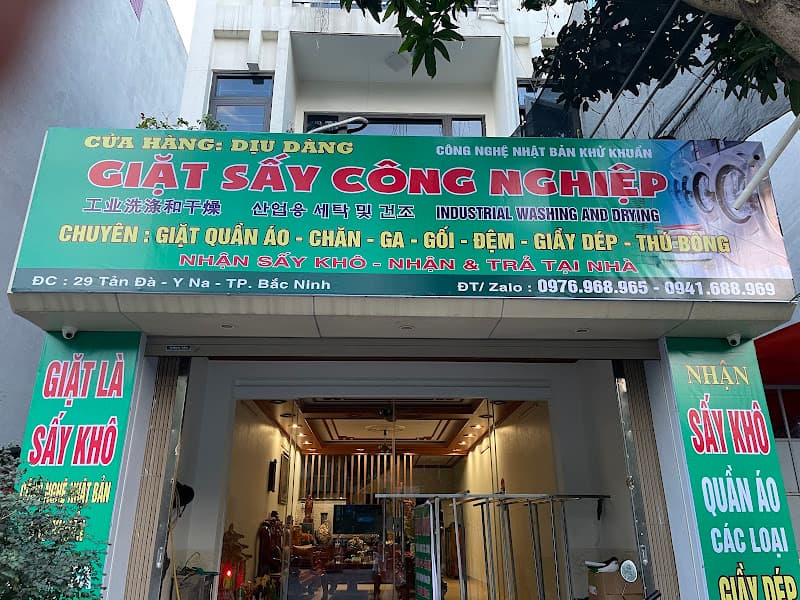 CỬA HÀNG: DỊU DÀNG
CÔNG NGHỆ NHẬT BẢN KHỬ KHUẨN
GIẶT SẤY CÔNG NGHIỆP
工业洗涤和干燥 산업용 세탁 및 건조 INDUSTRIAL WASHING AND DRYING
CHUYÊN : GIẶT QUẦN ÁO - CHĂN - GA - GỐI - ĐỆM - GIẦY DÉP - THÚ BÔNG
NHẬN SẤY KHÔ - NHẬN & TRẢ TẠI NHÀ
ĐC : 29 Tản Đà - Y Na - TP. Bắc Ninh
ĐT/ Zalo : 0976.968.965 - 0941.688.969
GIẶT LÀ
SẤY KHÔ
CÔNG NGHỆ NHẬT BẢN
NHẬN
SẤY KHÔ
QUẦN ÁO
CÁC LOẠI
GIẦY DÉP